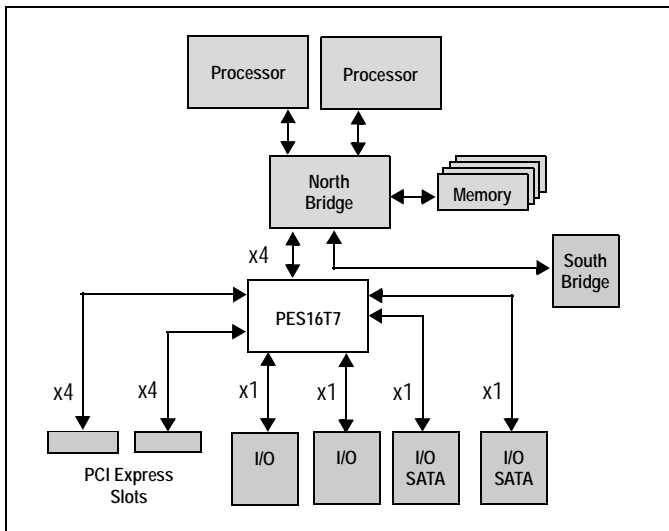 Processor
Processor
North
Bridge
Memory
South
Bridge
x4
PES16T7
x4
x4
x1
x1
x1
x1
PCI Express
Slots
I/O
I/O
I/O
SATA
I/O
SATA